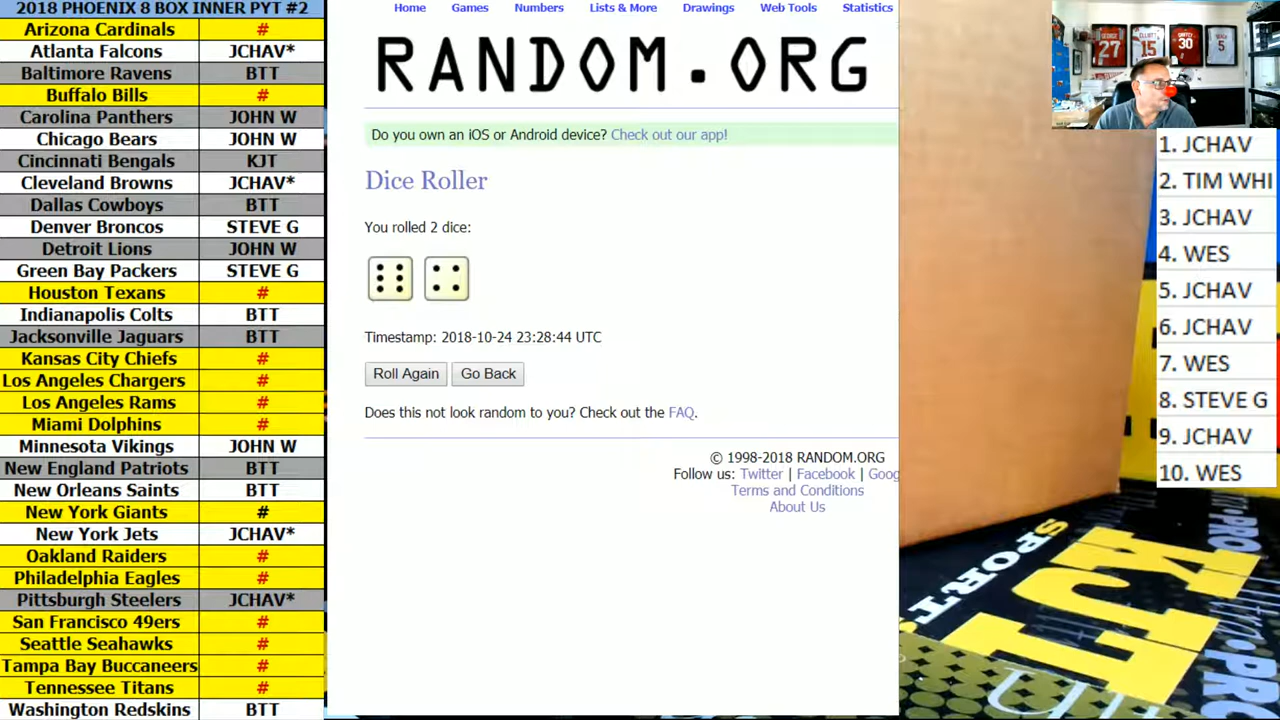 2018 PHOENIX 8 BOX INNER PYT #2
Arizona Cardinals #
Atlanta Falcons JCHAV*
Baltimore Ravens BTT
Buffalo Bills #
Carolina Panthers JOHN W
Chicago Bears JOHN W
Cincinnati Bengals KJT
Cleveland Browns JCHAV*
Dallas Cowboys BTT
Denver Broncos STEVE G
Detroit Lions JOHN W
Green Bay Packers STEVE G
Houston Texans #
Indianapolis Colts BTT
Jacksonville Jaguars BTT
Kansas City Chiefs #
Los Angeles Chargers #
Los Angeles Rams #
Miami Dolphins #
Minnesota Vikings JOHN W
New England Patriots BTT
New Orleans Saints BTT
New York Giants #
New York Jets JCHAV*
Oakland Raiders #
Philadelphia Eagles #
Pittsburgh Steelers JCHAV*
San Francisco 49ers #
Seattle Seahawks #
Tampa Bay Buccaneers #
Tennessee Titans #
Washington Redskins BTT
Home Games Numbers Lists & More Drawings Web Tools Statistics
RANDOM.ORG
Do you own an iOS or Android device? Check out our app!
Dice Roller
You rolled 2 dice:
Timestamp: 2018-10-24 23:28:44 UTC
Roll Again Go Back
Does this not look random to you? Check out the FAQ.
© 1998-2018 RANDOM.ORG
Follow us: Twitter | Facebook | Goog
Terms and Conditions
About Us
27
ELLIOTT 15
30
5
1. JCHAV
2. TIM WHI
3. JCHAV
4. WES
5. JCHAV
6. JCHAV
7. WES
8. STEVE G
9. JCHAV
10. WES
KJT
SPORT